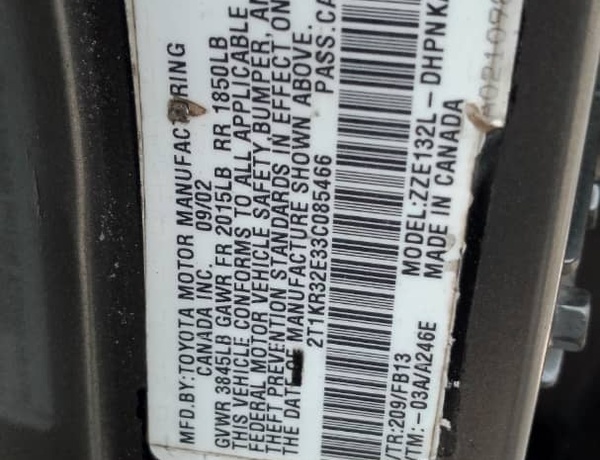 MFD.BY:TOYOTA MOTOR MANUFACTURING
CANADA INC. 09/02
GVWR 3845LB GAWR, FR 2015LB RR 1850LB
THIS VEHICLE CONFORMS TO ALL APPLICABLE
FEDERAL MOTOR VEHICLE SAFETY BUMPER, AN
THEFT PREVENTION STANDARDS IN EFFECT ON
THE DATE OF MANUFACTURE SHOWN ABOVE.
2T1KR32E33C085466 PASS.CA
MODEL:ZZE132L-DHPNKA
MADE IN CANADA
/TR:209/FB13
/TM:-03A/A246E